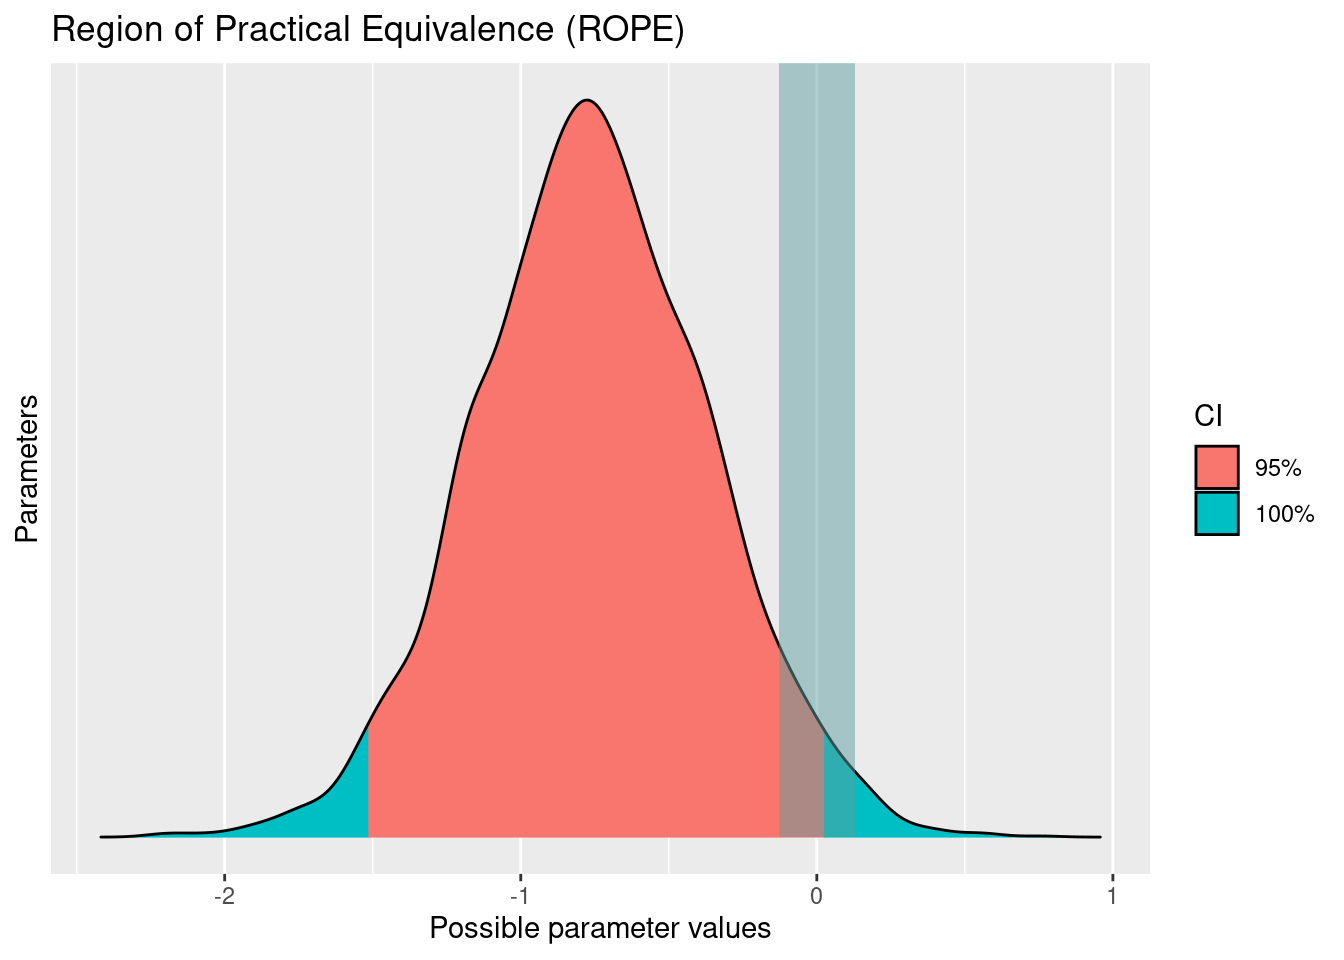 Region of Practical Equivalence (ROPE)
Parameters
CI
95%
100%
-2
-1
0
1
Possible parameter values